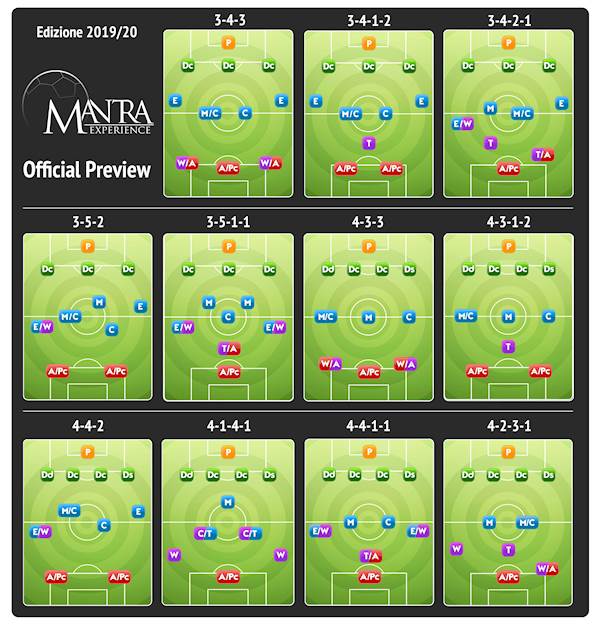 Edizione 2019/20
MANTRA
EXPERIENCE
Official Preview
3-4-3
P
Dc Dc Dc
E E
M/C C
W/A A/Pc W/A
3-4-1-2
P
Dc Dc Dc
E E
M/C C
T
A/Pc A/Pc
3-4-2-1
P
Dc Dc Dc
M M/C E
E/W
T
T/A
A/Pc
3-5-2
P
Dc Dc Dc
M E
M/C
E/W C
A/Pc A/Pc
3-5-1-1
P
Dc Dc Dc
M M
C
E/W E/W
T/A
A/Pc
4-3-3
P
Dd Dc Dc Ds
M/C M C
W/A A/Pc W/A
4-3-1-2
P
Dd Dc Dc Ds
M/C M C
T
A/Pc A/Pc
4-4-2
P
Dd Dc Dc Ds
M/C E
E/W C
A/Pc A/Pc
4-1-4-1
P
Dd Dc Dc Ds
M
C/T C/T
W W
A/Pc
4-4-1-1
P
Dd Dc Dc Ds
M C
E/W E/W
T/A
A/Pc
4-2-3-1
P
Dd Dc Dc Ds
M M/C
W T
W/A
A/Pc